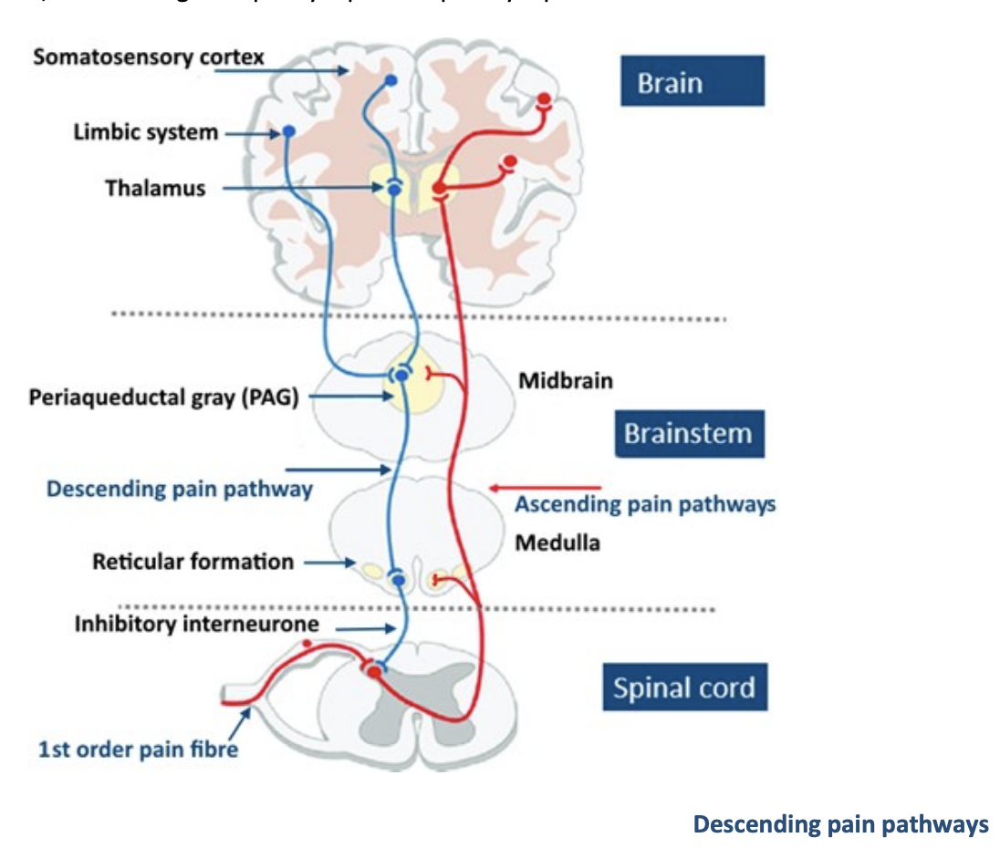 Somatosensory cortex
Brain
Limbic system
Thalamus
Midbrain
Periaqueductal gray (PAG)
Brainstem
Descending pain pathway
Ascending pain pathways
Medulla
Reticular formation
Inhibitory interneurone
Spinal cord
1st order pain fibre
Descending pain pathways